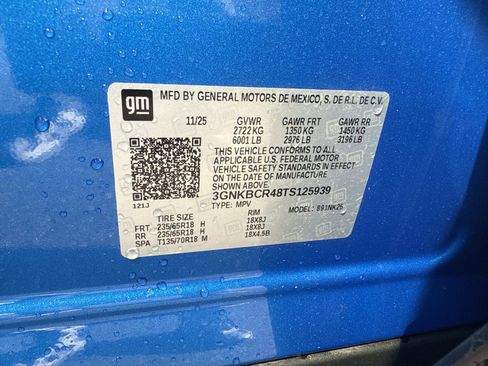 gm
MFD BY GENERAL MOTORS DE MEXICO, S. DE R.L. DE C.V.
11/25 GVWR GAWR FRT GAWR RR
2722 KG 1350 KG 1450 KG
6001 LB 2976 LB 3196 LB
THIS VEHICLE CONFORMS TO ALL
APPLICABLE U.S. FEDERAL MOTOR
VEHICLE SAFETY STANDARDS IN EFFECT
ON THE DATE OF MANUFACTURE SHOWN ABOVE.
3GNKBCR48TS125939
121J TYPE: MPV MODEL: 891NK26
TIRE SIZE RIM
FRT 235/65R18 H 18X8J
RR 235/65R18 H 18X8J
SPA T135/70R18 M 18X4.5B